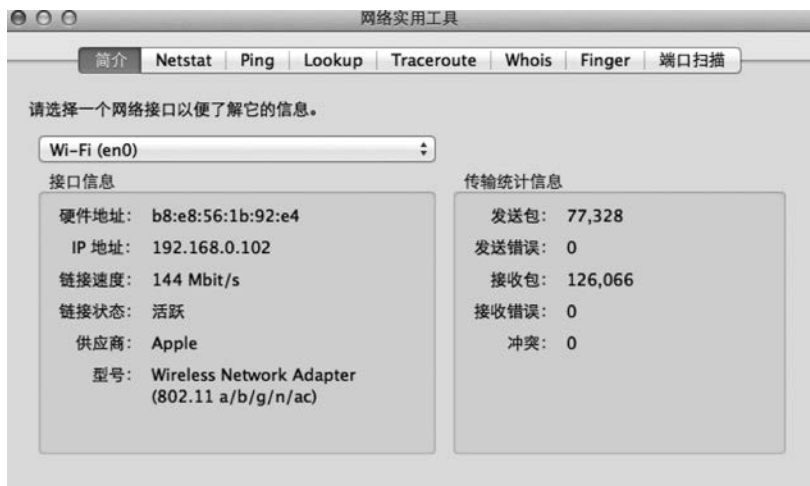 网络实用工具
简介 Netstat Ping Lookup Traceroute Whois Finger 端口扫描
请选择一个网络接口以便了解它的信息。
Wi-Fi (en0)
接口信息
硬件地址: b8:e8:56:1b:92:e4
IP 地址: 192.168.0.102
链接速度: 144 Mbit/s
链接状态: 活跃
供应商: Apple
型号: Wireless Network Adapter
(802.11 a/b/g/n/ac)
传输统计信息
发送包: 77,328
发送错误: 0
接收包: 126,066
接收错误: 0
冲突: 0